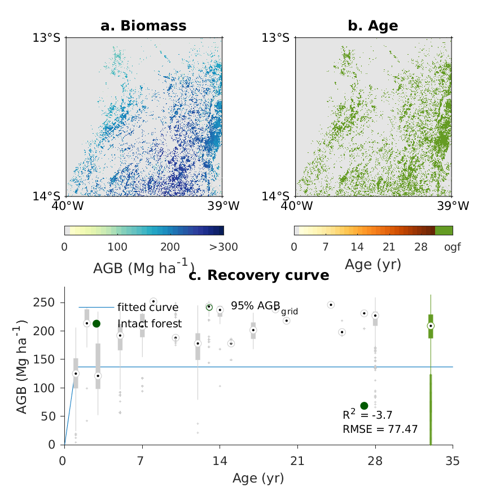 a. Biomass
b. Age
13°S
13°S
14°S
14°S
40°W
39°W
40°W
39°W
0
100
200
>300
0
7
14
21
28
ogf
AGB (Mg ha-1)
Age (yr)
c. Recovery curve
250
200
150
100
50
0
AGB (Mg ha-1)
fitted curve
95% AGBgrid
Intact forest
R2 = -3.7
RMSE = 77.47
0
7
14
21
28
35
Age (yr)